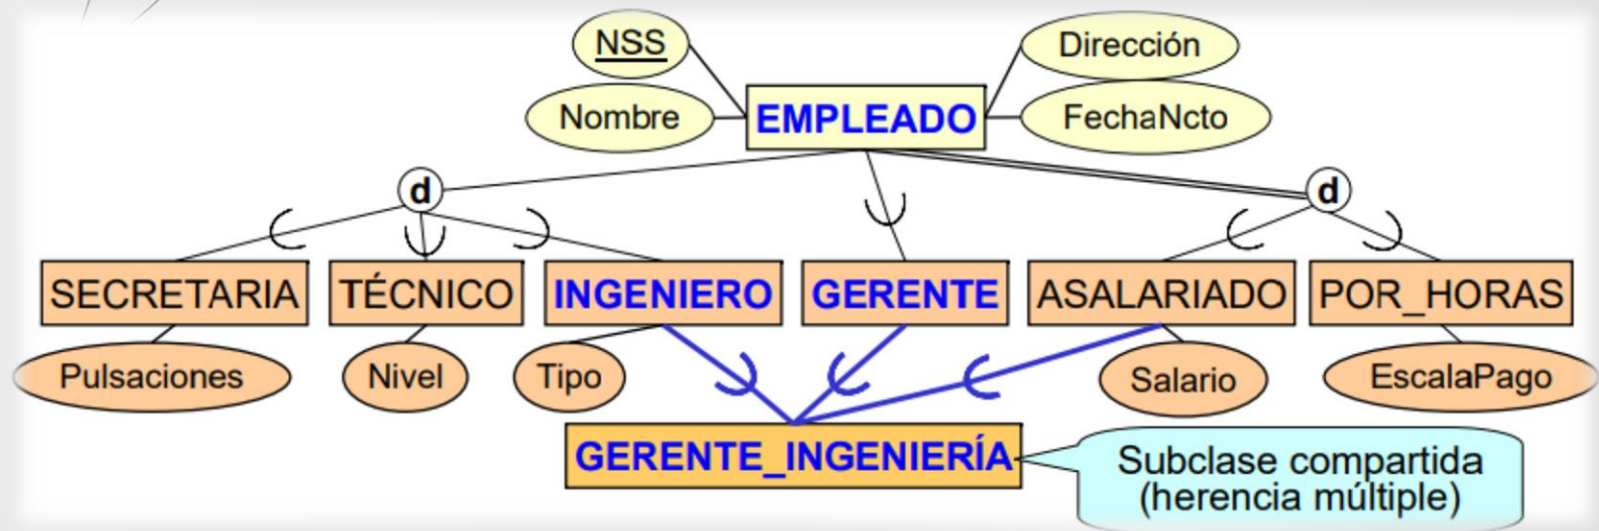 NSS
Dirección
Nombre
EMPLEADO
FechaNcto
d
d
SECRETARIA
TÉCNICO
INGENIERO
GERENTE
ASALARIADO
POR_HORAS
Pulsaciones
Nivel
Tipo
Salario
EscalaPago
GERENTE_INGENIERÍA
Subclase compartida
(herencia múltiple)